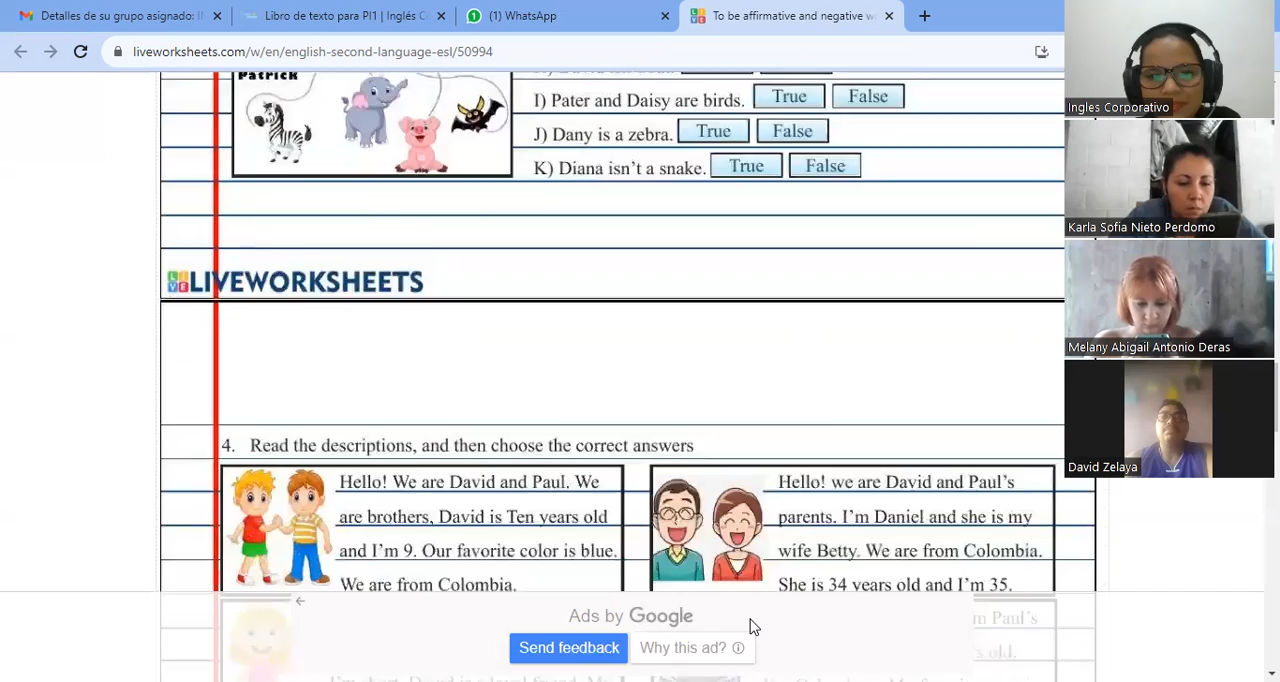 Detalles de su grupo asignado: I
Libro de texto para PI1 | Inglés C
(1) WhatsApp
To be affirmative and negative w
liveworksheets.com/w/en/english-second-language-esl/50994
Patrick
I) Pater and Daisy are birds. True False
J) Dany is a zebra. True False
K) Diana isn't a snake. True False
LIVEWORKSHEETS
4. Read the descriptions, and then choose the correct answers
Hello! We are David and Paul. We
are brothers, David is Ten years old
and I'm 9. Our favorite color is blue.
We are from Colombia.
Hello! we are David and Paul's
parents. I'm Daniel and she is my
wife Betty. We are from Colombia.
She is 34 years old and I'm 35.
m Paul's
s old.
Ads by Google
Send feedback
Why this ad?
Ingles Corporativo
Karla Sofia Nieto Perdomo
Melany Abigail Antonio Deras
David Zelaya